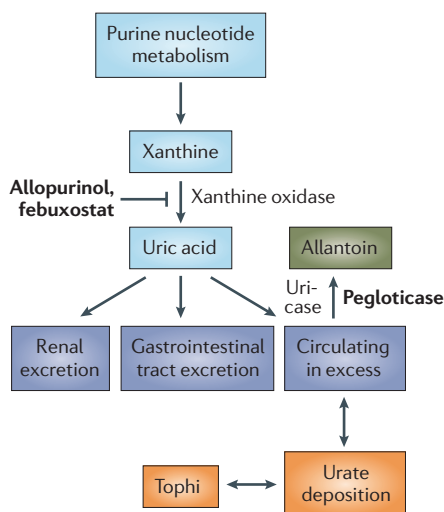 Purine nucleotide
metabolism
Xanthine
Allopurinol,
febuxostat
Xanthine oxidase
Uric acid
Allantoin
Uri-
case
Pegloticase
Renal
excretion
Gastrointestinal
tract excretion
Circulating
in excess
Tophi
Urate
deposition